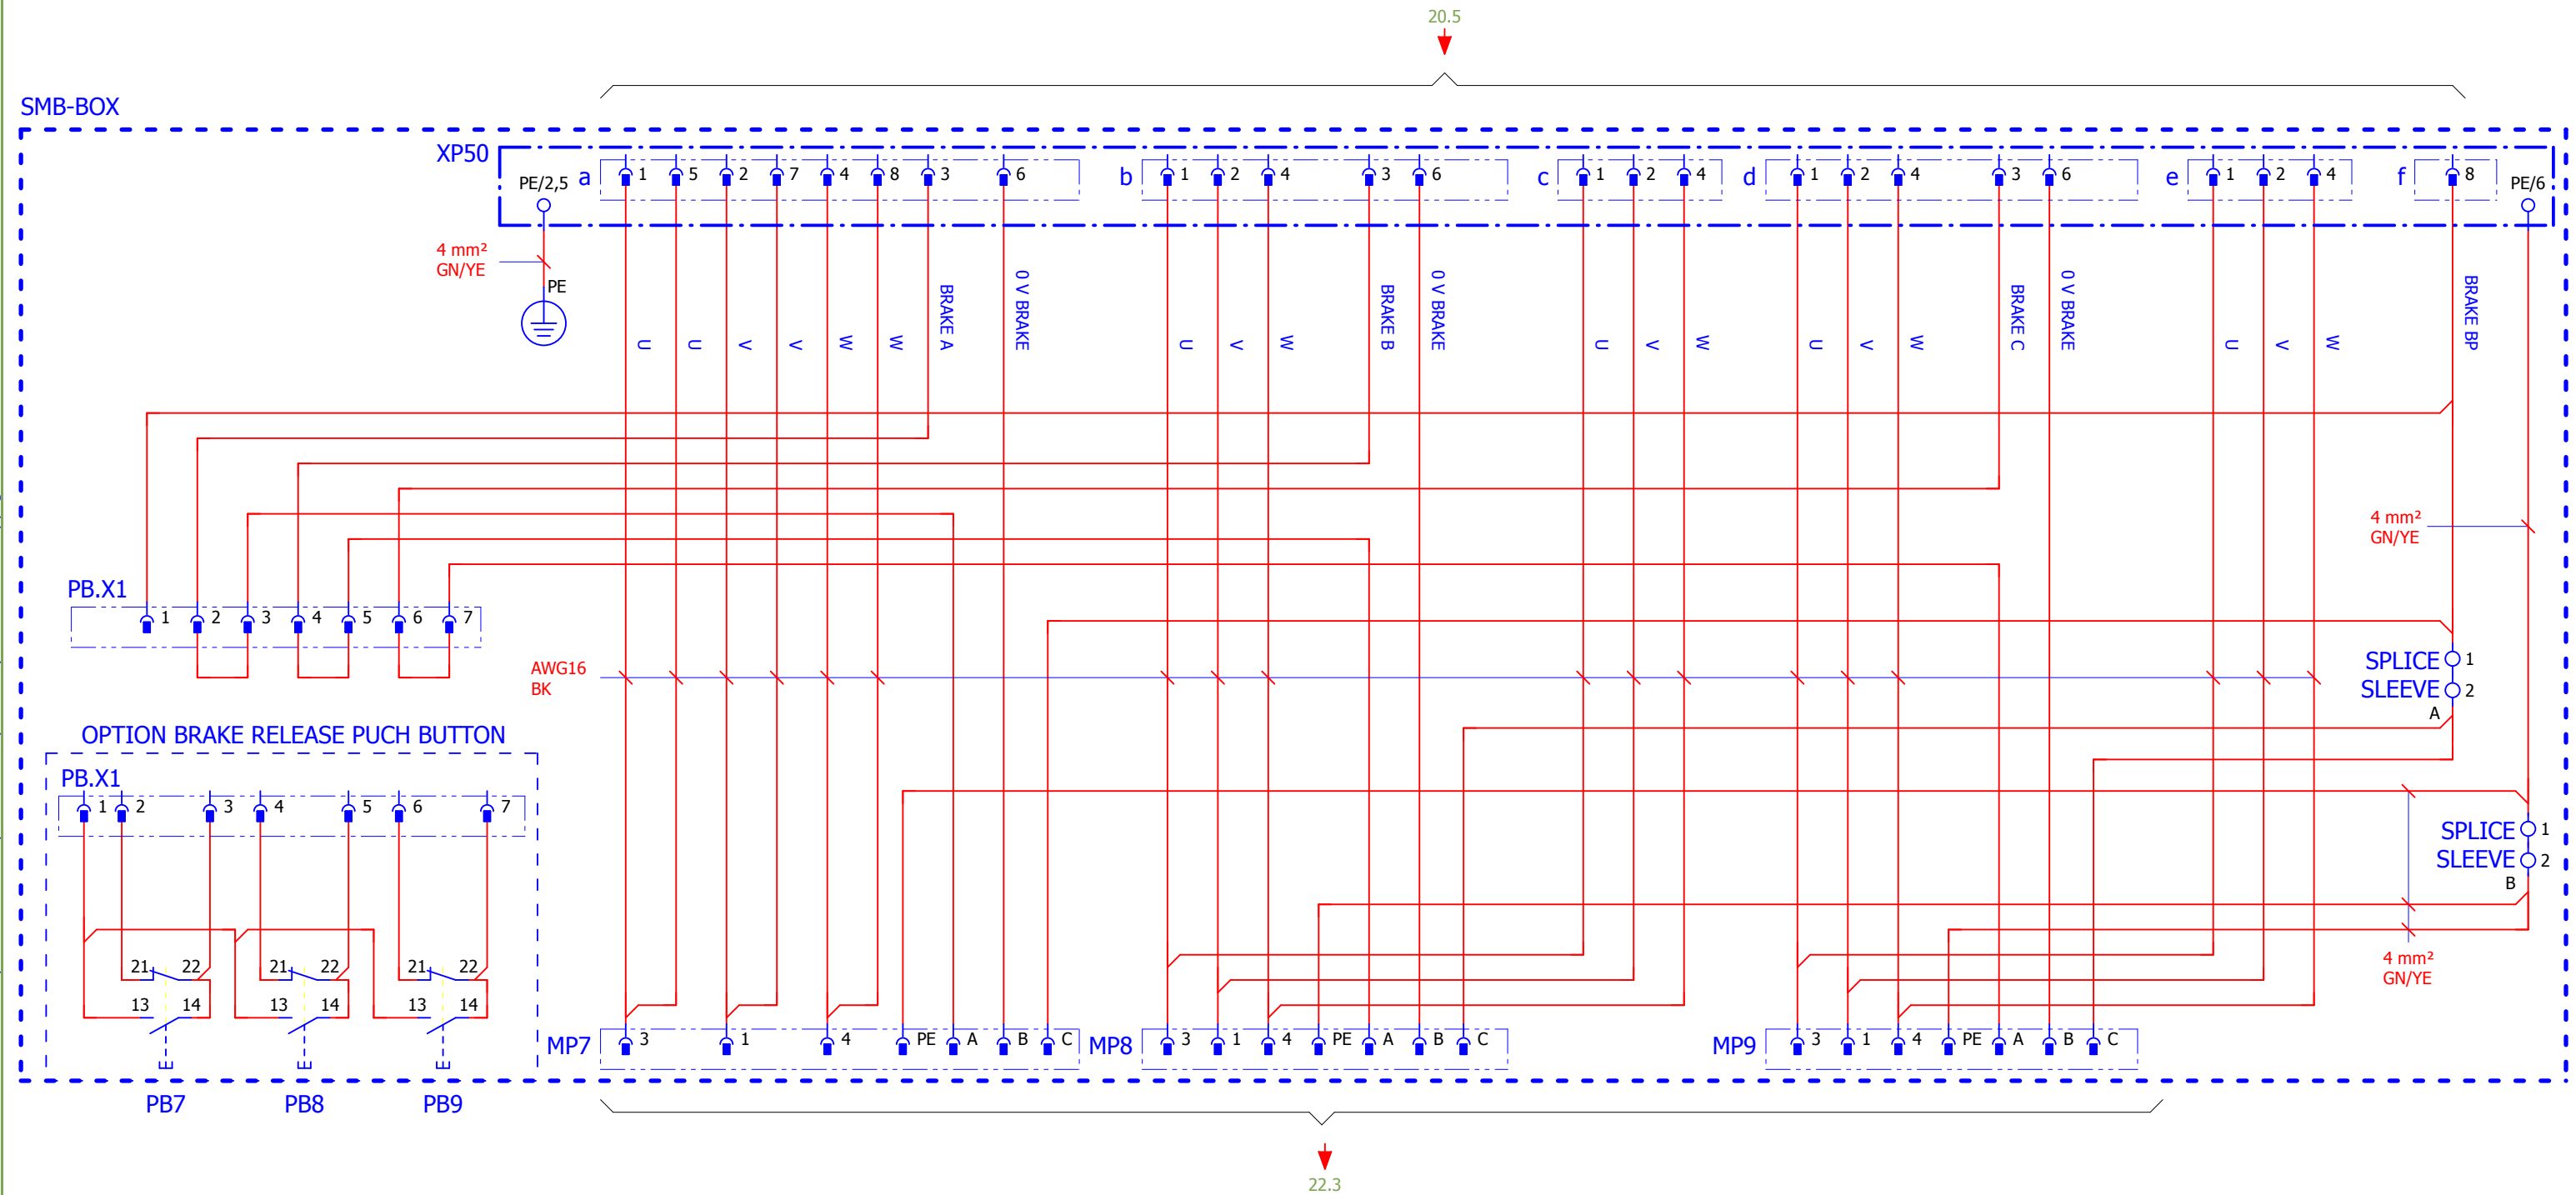 20.5
SMB-BOX
XP50
PE/2,5
a 1 5 2 7 4 8 3 6
b 1 2 4 3 6
c 1 2 4
d 1 2 4 3 6
e 1 2 4
f 8
PE/6
4 mm²
GN/YE
PE
U U V V W W BRAKE A 0 V BRAKE
U V W BRAKE B 0 V BRAKE
U V W
U V W BRAKE C 0 V BRAKE
U V W
BRAKE BP
4 mm²
GN/YE
PB.X1
1 2 3 4 5 6 7
AWG16
BK
SPLICE 1
SLEEVE 2
A
OPTION BRAKE RELEASE PUCH BUTTON
PB.X1
1 2 3 4 5 6 7
SPLICE 1
SLEEVE 2
B
21 22 21 22 21 22
13 14 13 14 13 14
4 mm²
GN/YE
MP7 3 1 4 PE A B C
MP8 3 1 4 PE A B C
MP9 3 1 4 PE A B C
PB7 PB8 PB9
22.3